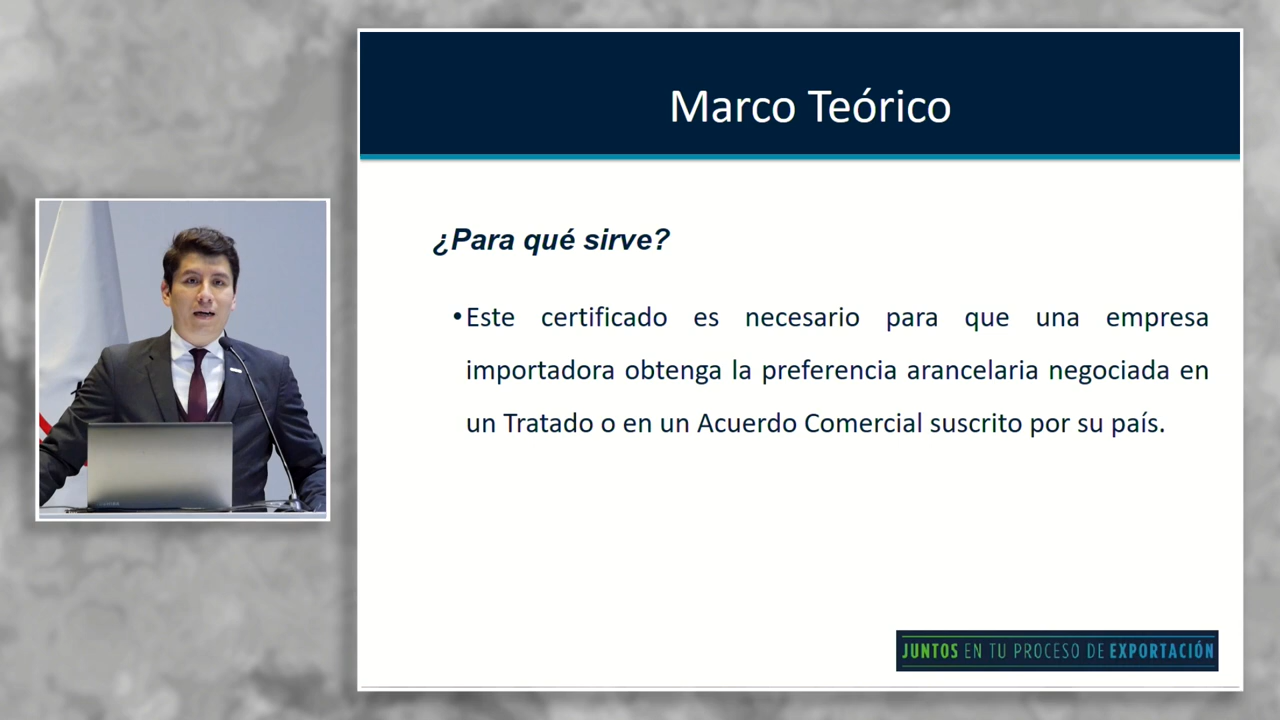 Marco Teórico
¿Para qué sirve?
•Este certificado es necesario para que una empresa
importadora obtenga la preferencia arancelaria negociada en
un Tratado o en un Acuerdo Comercial suscrito por su país.
JUNTOS EN TU PROCESO DE EXPORTACIÓN